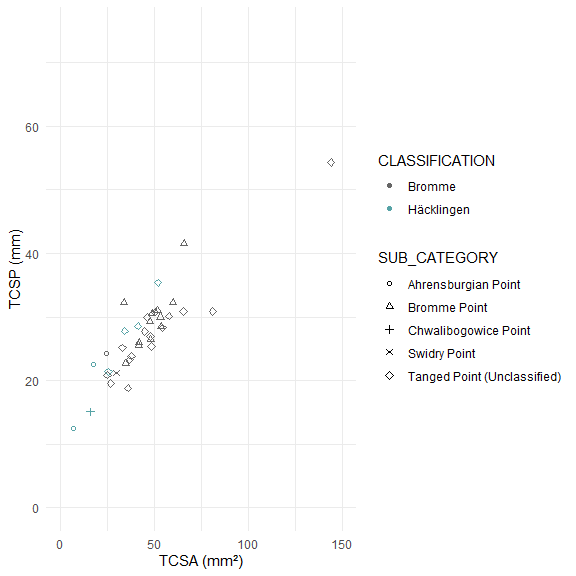 60
40
20
0
TCSP (mm)
0
50
100
150
TCSA (mm²)
CLASSIFICATION
Bromme
Häcklingen
SUB_CATEGORY
Ahrensburgian Point
Bromme Point
Chwalibogowice Point
Swidry Point
Tanged Point (Unclassified)